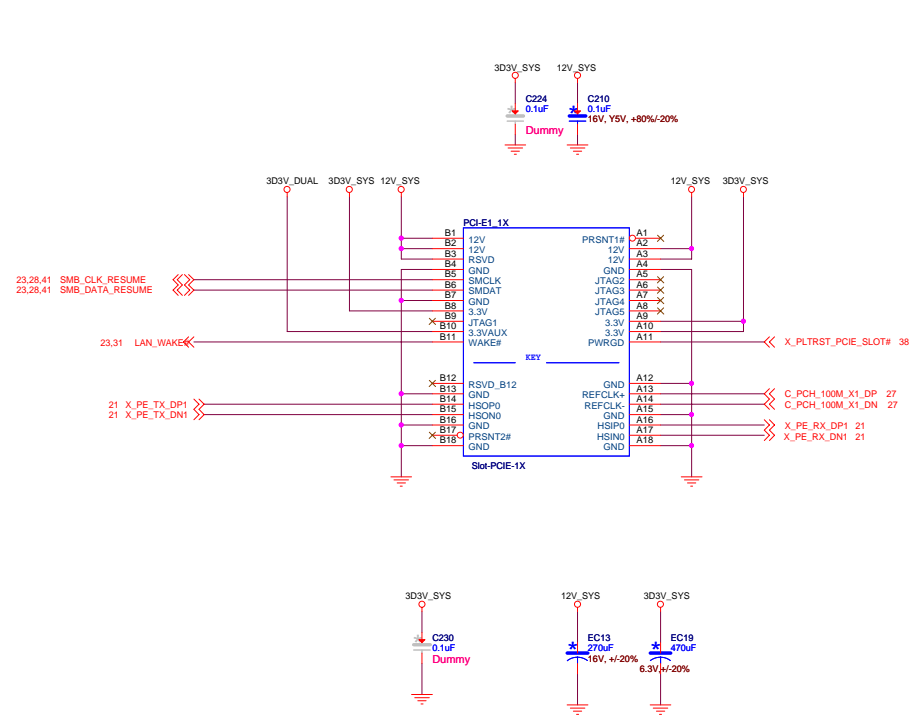 3D3V_SYS 12V_SYS
C224 C210
0.1uF 0.1uF
16V, Y5V, +80%/-20%
Dummy
3D3V_DUAL 3D3V_SYS 12V_SYS 12V_SYS 3D3V_SYS
PCI-E1_1X
B1 12V PRSNT1# A1
B2 12V 12V A2
B3 RSVD 12V A3
B4 GND GND A4
23,28,41 SMB_CLK_RESUME B5 SMCLK JTAG2 A5
23,28,41 SMB_DATA_RESUME B6 SMDAT JTAG3 A6
B7 GND JTAG4 A7
B8 3.3V JTAG5 A8
B9 JTAG1 3.3V A9
B10 3.3VAUX 3.3V A10
23,31 LAN_WAKE# B11 WAKE# PWRGD A11 X_PLTRST_PCIE_SLOT# 38
KEY
B12 RSVD_B12 GND A12
B13 GND REFCLK+ A13 C_PCH_100M_X1_DP 27
21 X_PE_TX_DP1 B14 HSOP0 REFCLK- A14 C_PCH_100M_X1_DN 27
21 X_PE_TX_DN1 B15 HSON0 GND A15
B16 GND HSIP0 A16 X_PE_RX_DP1 21
B17 PRSNT2# HSIN0 A17 X_PE_RX_DN1 21
B18 GND GND A18
Slot-PCIE-1X
3D3V_SYS 12V_SYS 3D3V_SYS
C230 EC13 EC19
0.1uF 270uF 470uF
Dummy 16V, +/-20%
6.3V,+/-20%